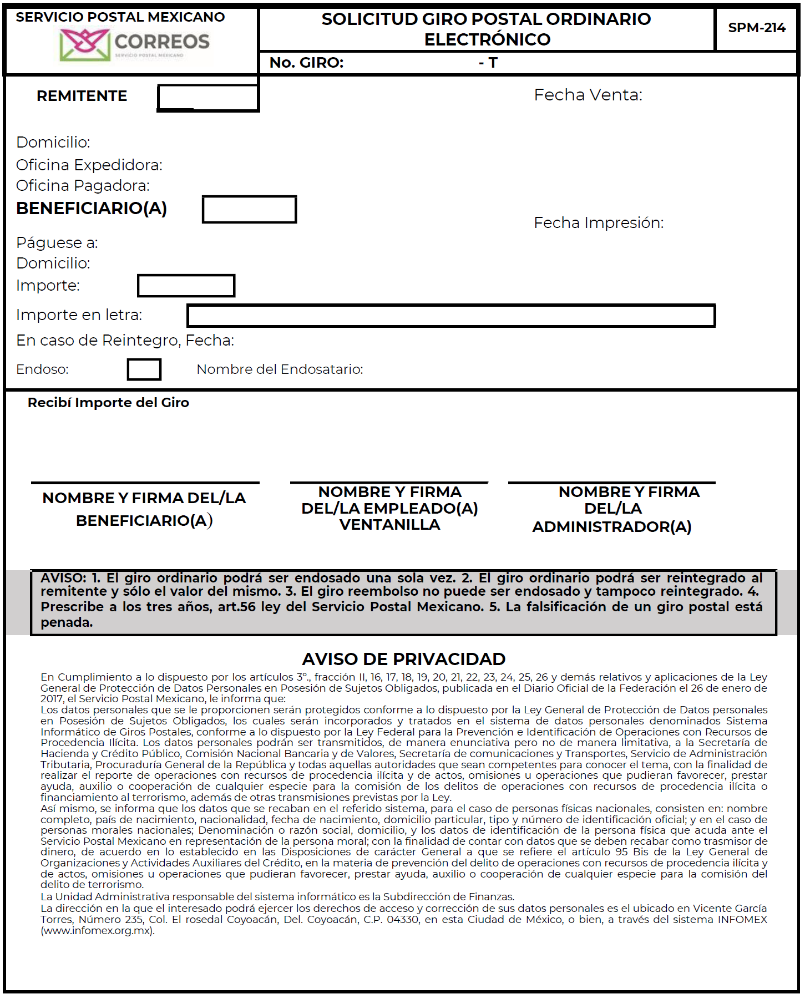 SERVICIO POSTAL MEXICANO
CORREOS
SERVICIO POSTAL MEXICANO
SOLICITUD GIRO POSTAL ORDINARIO
ELECTRÓNICO
SPM-214
No. GIRO: - T
REMITENTE
Fecha Venta:
Domicilio:
Oficina Expedidora:
Oficina Pagadora:
BENEFICIARIO(A)
Fecha Impresión:
Páguese a:
Domicilio:
Importe:
Importe en letra:
En caso de Reintegro, Fecha:
Endoso: Nombre del Endosatario:
Recibí Importe del Giro
NOMBRE Y FIRMA DEL/LA
BENEFICIARIO(A)
NOMBRE Y FIRMA
DEL/LA EMPLEADO(A)
VENTANILLA
NOMBRE Y FIRMA
DEL/LA
ADMINISTRADOR(A)
AVISO: 1. El giro ordinario podrá ser endosado una sola vez. 2. El giro ordinario podrá ser reintegrado al
remitente y sólo el valor del mismo. 3. El giro reembolso no puede ser endosado y tampoco reintegrado. 4.
Prescribe a los tres años, art.56 ley del Servicio Postal Mexicano. 5. La falsificación de un giro postal está
penada.
AVISO DE PRIVACIDAD
En Cumplimiento a lo dispuesto por los artículos 3º., fracción II, 16, 17, 18, 19, 20, 21, 22, 23, 24, 25, 26 y demás relativos y aplicaciones de la Ley
General de Protección de Datos Personales en Posesión de Sujetos Obligados, publicada en el Diario Oficial de la Federación el 26 de enero de
2017, el Servicio Postal Mexicano, le informa que:
Los datos personales que se le proporcionen serán protegidos conforme a lo dispuesto por la Ley General de Protección de Datos personales
en Posesión de Sujetos Obligados, los cuales serán incorporados y tratados en el sistema de datos personales denominados Sistema
Informático de Giros Postales, conforme a lo dispuesto por la Ley Federal para la Prevención e Identificación de Operaciones con Recursos de
Procedencia Ilícita. Los datos personales podrán ser transmitidos, de manera enunciativa pero no de manera limitativa, a la Secretaría de
Hacienda y Crédito Público, Comisión Nacional Bancaria y de Valores, Secretaría de comunicaciones y Transportes, Servicio de Administración
Tributaria, Procuraduría General de la República y todas aquellas autoridades que sean competentes para conocer el tema, con la finalidad de
realizar el reporte de operaciones con recursos de procedencia ilícita y de actos, omisiones u operaciones que pudieran favorecer, prestar
ayuda, auxilio o cooperación de cualquier especie para la comisión de los delitos de operaciones con recursos de procedencia ilícita o
financiamiento al terrorismo, además de otras transmisiones previstas por la Ley.
Así mismo, se informa que los datos que se recaban en el referido sistema, para el caso de personas físicas nacionales, consisten en: nombre
completo, país de nacimiento, nacionalidad, fecha de nacimiento, domicilio particular, tipo y número de identificación oficial; y en el caso de
personas morales nacionales; Denominación o razón social, domicilio, y los datos de identificación de la persona física que acuda ante el
Servicio Postal Mexicano en representación de la persona moral; con la finalidad de contar con datos que se deben recabar como trasmisor de
dinero, de acuerdo en lo establecido en las Disposiciones de carácter General a que se refiere el artículo 95 Bis de la Ley General de
Organizaciones y Actividades Auxiliares del Crédito, en la materia de prevención del delito de operaciones con recursos de procedencia ilícita y
de actos, omisiones u operaciones que pudieran favorecer, prestar ayuda, auxilio o cooperación de cualquier especie para la comisión del
delito de terrorismo.
La Unidad Administrativa responsable del sistema informático es la Subdirección de Finanzas.
La dirección en la que el interesado podrá ejercer los derechos de acceso y corrección de sus datos personales es el ubicado en Vicente García
Torres, Número 235, Col. El rosedal Coyoacán, Del. Coyoacán, C.P. 04330, en esta Ciudad de México, o bien, a través del sistema INFOMEX
(www.infomex.org.mx).